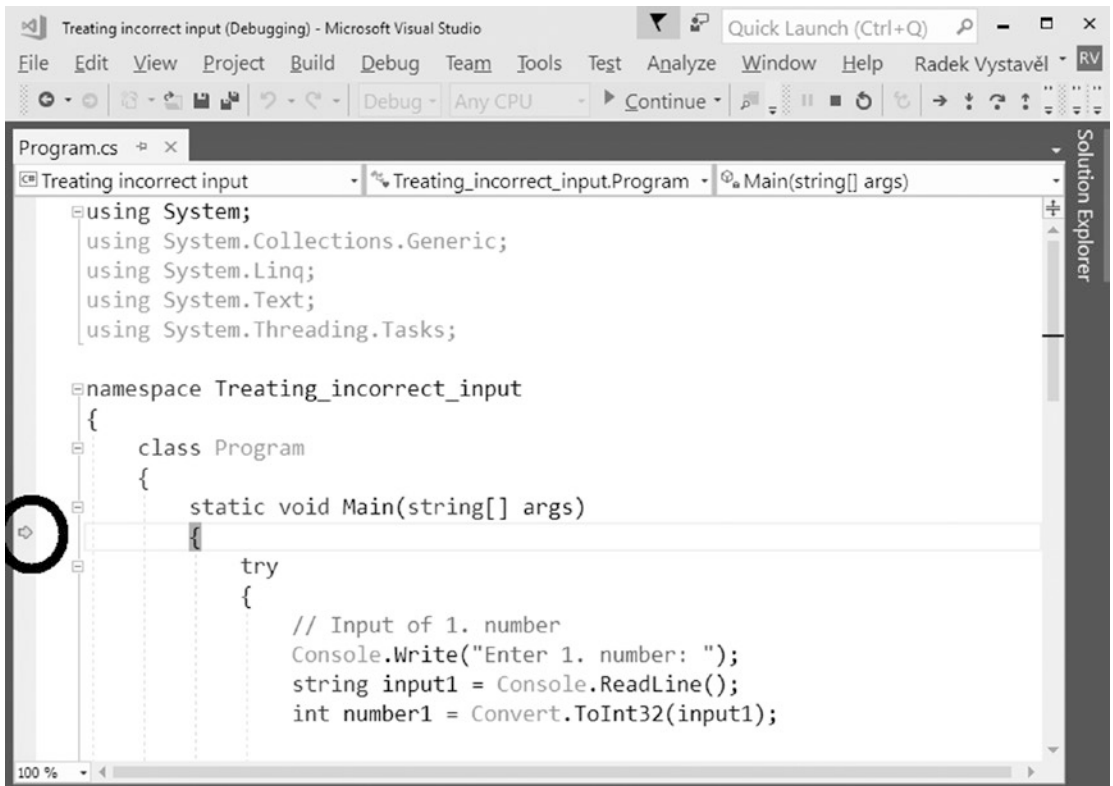 Treating incorrect input (Debugging) - Microsoft Visual Studio
Quick Launch (Ctrl+Q)
File Edit View Project Build Debug Team Tools Test Analyze Window Help Radek Vystavěl RV
Debug Any CPU Continue
Program.cs
Treating incorrect input Treating_incorrect_input.Program Main(string[] args)
Solution Explorer
using System;
using System.Collections.Generic;
using System.Linq;
using System.Text;
using System.Threading.Tasks;
namespace Treating_incorrect_input
{
class Program
{
static void Main(string[] args)
{
try
{
// Input of 1. number
Console.Write("Enter 1. number: ");
string input1 = Console.ReadLine();
int number1 = Convert.ToInt32(input1);
100 %